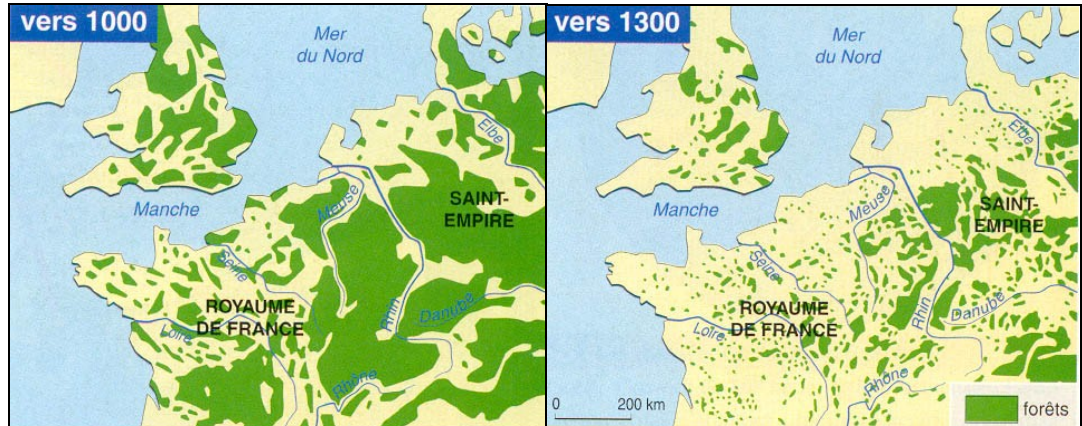 vers 1000
Mer
du Nord
Elbe
SAINT-
EMPIRE
Meuse
Manche
Seine
ROYAUME
DE FRANCE
Loire
Rhin
Danube
Rhône
vers 1300
Mer
du Nord
Elbe
SAINT-
EMPIRE
Meuse
Manche
Seine
ROYAUME
DE FRANCE
Loire
Rhin
Danube
Rhône
0 200 km
forêts